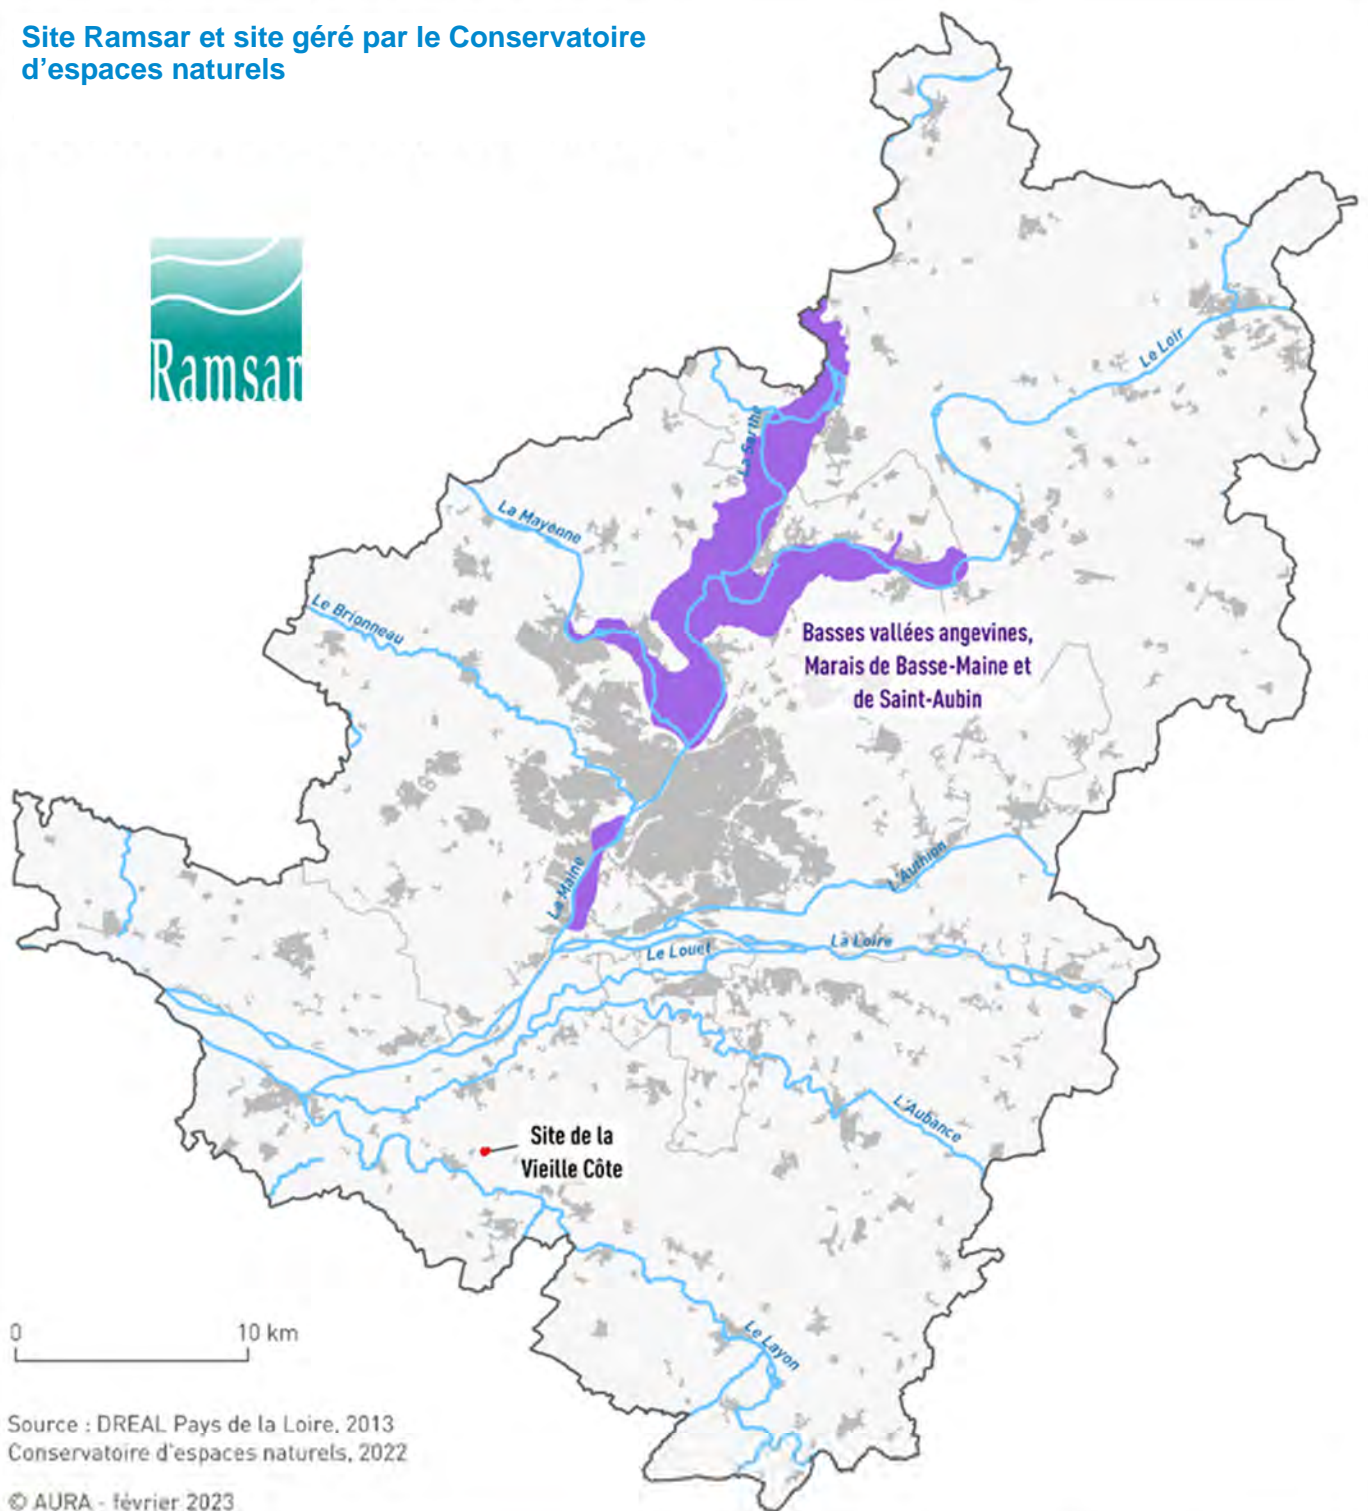 Site Ramsar et site géré par le Conservatoire
d'espaces naturels
Ramsar
Le Loir
La Sarthe
La Mayenne
Le Brionneau
Basses vallées angevines,
Marais de Basse-Maine et
de Saint-Aubin
La Maine
L'Authion
Le Louet
La Loire
L'Aubance
Site de la
Vieille Côte
Le Layon
0 10 km
Source : DREAL Pays de la Loire, 2013
Conservatoire d'espaces naturels, 2022
© AURA - février 2023